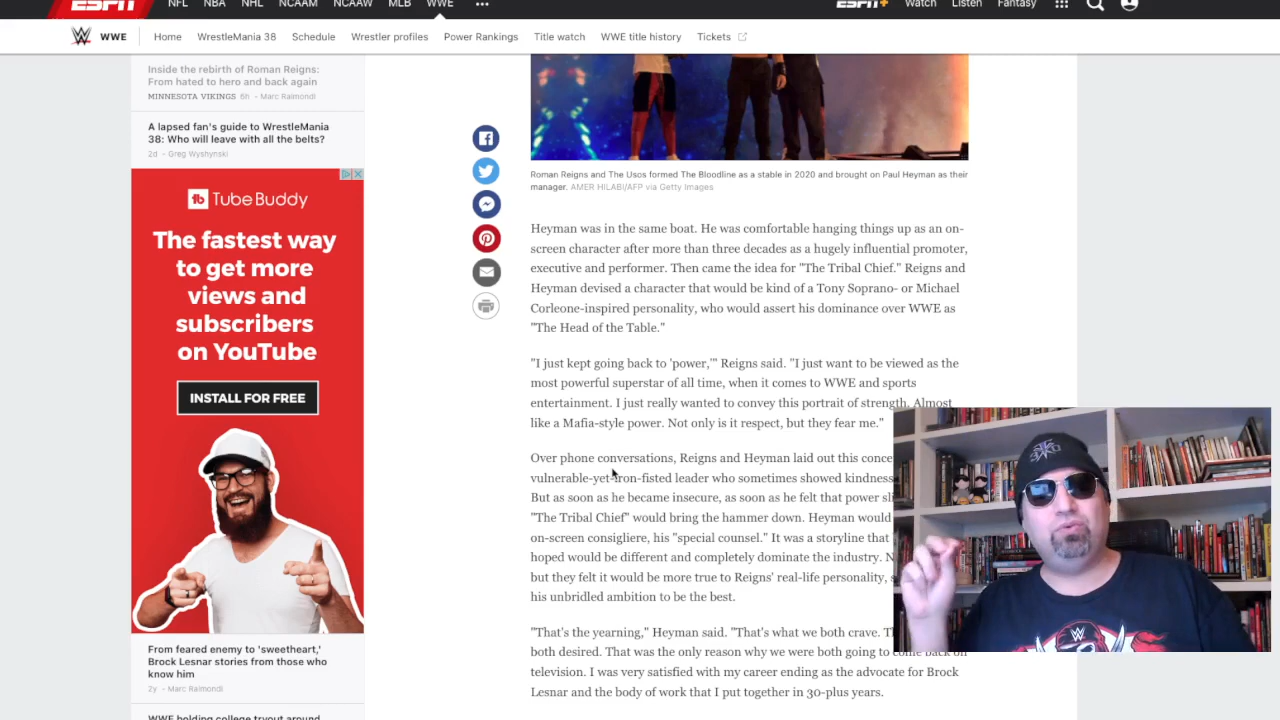 ESPN
NFL NBA NHL NCAAM NCAAW MLB WWE ...
ESPN+ Watch Listen Fantasy
WWE Home WrestleMania 38 Schedule Wrestler profiles Power Rankings Title watch WWE title history Tickets
Inside the rebirth of Roman Reigns:
From hated to hero and back again
MINNESOTA VIKINGS 6h - Marc Raimondi
A lapsed fan's guide to WrestleMania
38: Who will leave with all the belts?
2d - Greg Wyshynski
tb TubeBuddy
The fastest way
to get more
views and
subscribers
on YouTube
INSTALL FOR FREE
From feared enemy to 'sweetheart,'
Brock Lesnar stories from those who
know him
2y - Marc Raimondi
WWE holding college tryout around
Roman Reigns and The Usos formed The Bloodline as a stable in 2020 and brought on Paul Heyman as their
manager. AMER HILABI/AFP via Getty Images
Heyman was in the same boat. He was comfortable hanging things up as an on-
screen character after more than three decades as a hugely influential promoter,
executive and performer. Then came the idea for "The Tribal Chief." Reigns and
Heyman devised a character that would be kind of a Tony Soprano- or Michael
Corleone-inspired personality, who would assert his dominance over WWE as
"The Head of the Table."
"I just kept going back to 'power,'" Reigns said. "I just want to be viewed as the
most powerful superstar of all time, when it comes to WWE and sports
entertainment. I just really wanted to convey this portrait of strength. Almost
like a Mafia-style power. Not only is it respect, but they fear me."
Over phone conversations, Reigns and Heyman laid out this conce
vulnerable-yet-iron-fisted leader who sometimes showed kindness
But as soon as he became insecure, as soon as he felt that power sli
"The Tribal Chief" would bring the hammer down. Heyman would
on-screen consigliere, his "special counsel." It was a storyline that
hoped would be different and completely dominate the industry. N
but they felt it would be more true to Reigns' real-life personality, s
his unbridled ambition to be the best.
"That's the yearning," Heyman said. "That's what we both crave. T
both desired. That was the only reason why we were both going to come back on
television. I was very satisfied with my career ending as the advocate for Brock
Lesnar and the body of work that I put together in 30-plus years.